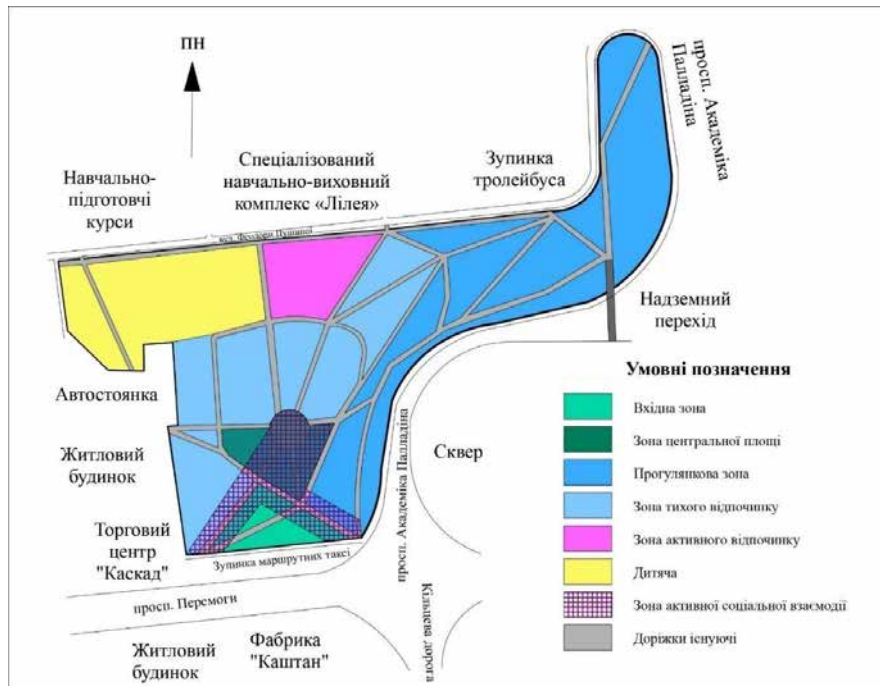 ПН
просп. Академіка
Палладіна
Спеціалізований
навчально-виховний
комплекс «Лілея»
Зупинка
тролейбуса
Навчально-
підготовчі
курси
вул. Феодори Пушиної
Надземний
перехід
Автостоянка
Житловий
будинок
Сквер
просп. Академіка Палладіна
Торговий
центр
"Каскад"
Зупинка маршрутних таксі
просп. Перемоги
Житловий
будинок
Фабрика
"Каштан"
Кільцева дорога
Умовні позначення
Вхідна зона
Зона центральної площі
Прогулянкова зона
Зона тихого відпочинку
Зона активного відпочинку
Дитяча
Зона активної соціальної взаємодії
Доріжки існуючі